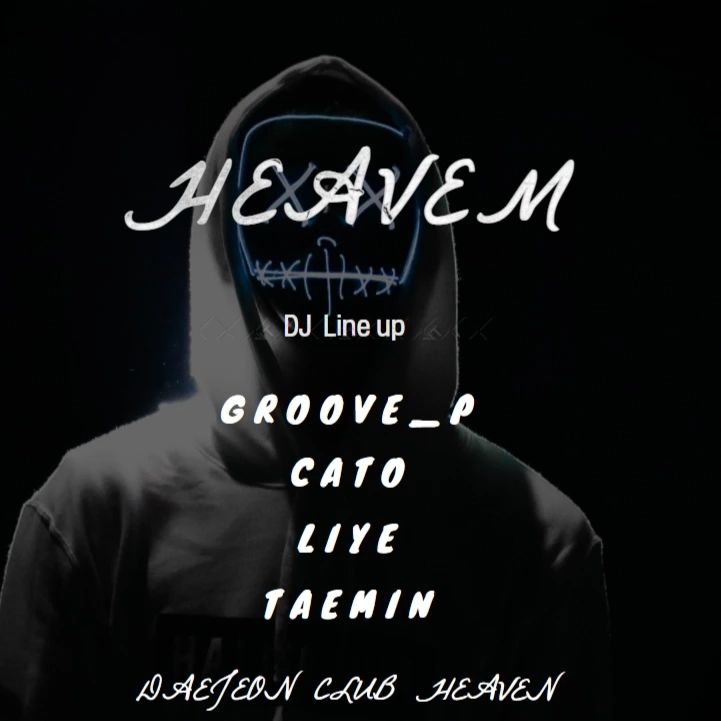 HEAVEM
DJ Line up
GROOVE_P
CATO
LIYE
TAEMIN
DAEJEON CLUB HEAVEN